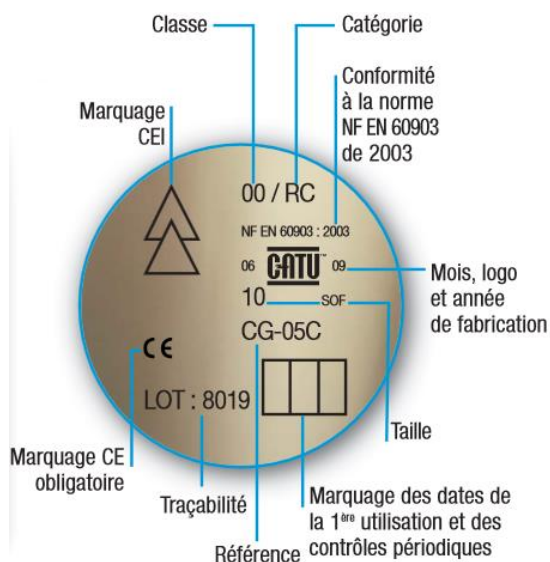 Classe
Catégorie
Conformité
à la norme
NF EN 60903
de 2003
Marquage
CEI
00 / RC
NF EN 60903 : 2003
06 CATU™ 09
10 SOF
CG-05C
CE
LOT : 8019
Mois, logo
et année
de fabrication
Taille
Marquage CE
obligatoire
Traçabilité
Référence
Marquage des dates de
la 1ère utilisation et des
contrôles périodiques